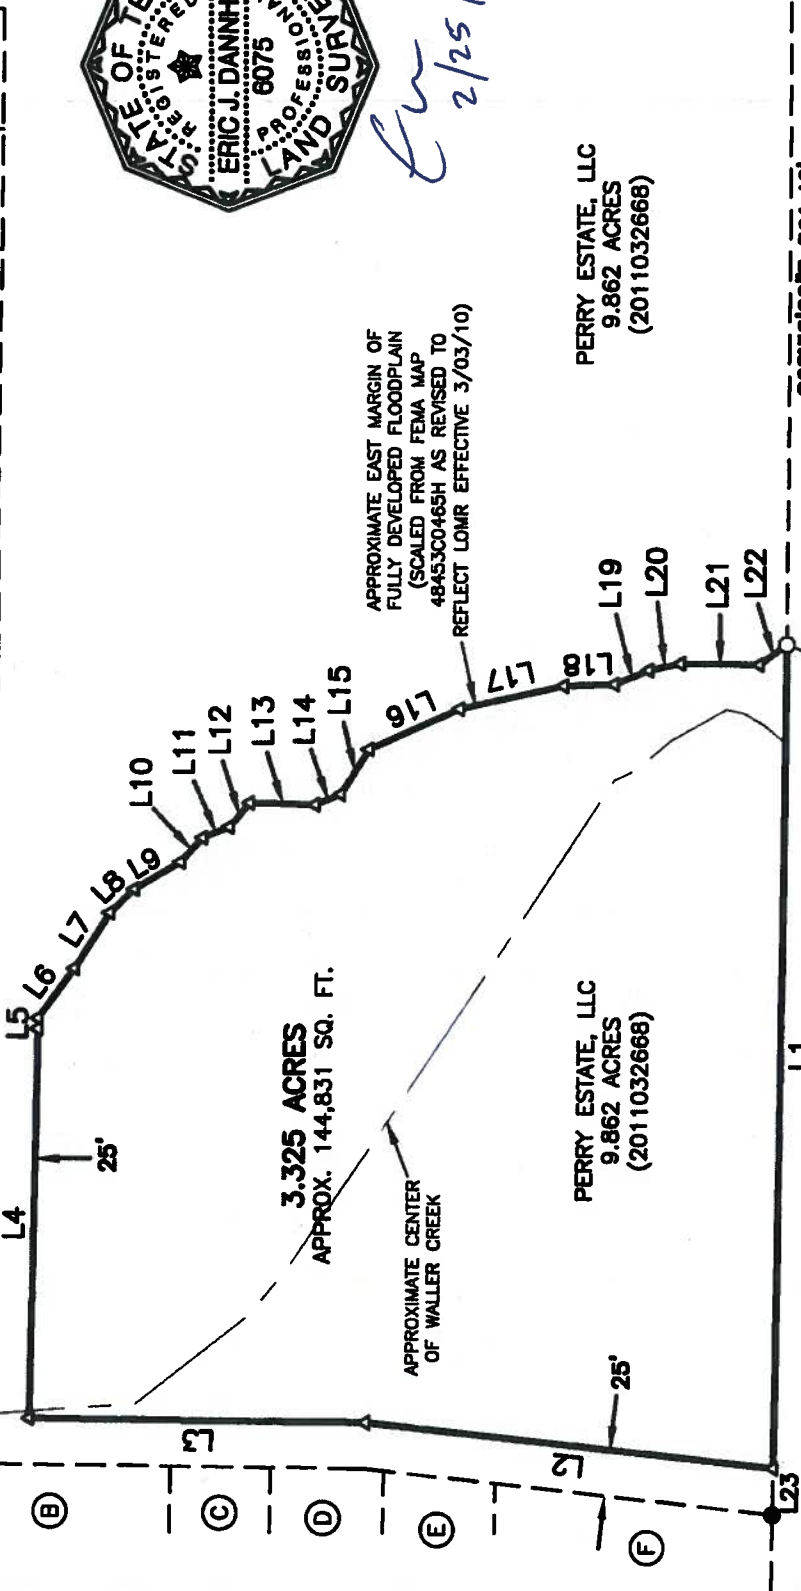 STATE OF TE
REGISTERED
ERIC J. DANNH
6075
PROFESSIONA
LAND SURVE
2/25
APPROXIMATE EAST MARGIN OF
FULLY DEVELOPED FLOODPLAIN
(SCALED FROM FEMA MAP
48453C0465H AS REVISED TO
REFLECT LOMR EFFECTIVE 3/03/10)
PERRY ESTATE, LLC
9.862 ACRES
(2011032668)
L4
L5
L6
L7
L8
L9
L10
L11
L12
L13
L14
L15
L16
L17
L18
L19
L20
L21
L22
25'
3.325 ACRES
APPROX. 144,831 SQ. FT.
APPROXIMATE CENTER
OF WALLER CREEK
PERRY ESTATE, LLC
9.862 ACRES
(2011032668)
L1
L3
L2
25'
L23
B
C
D
E
F